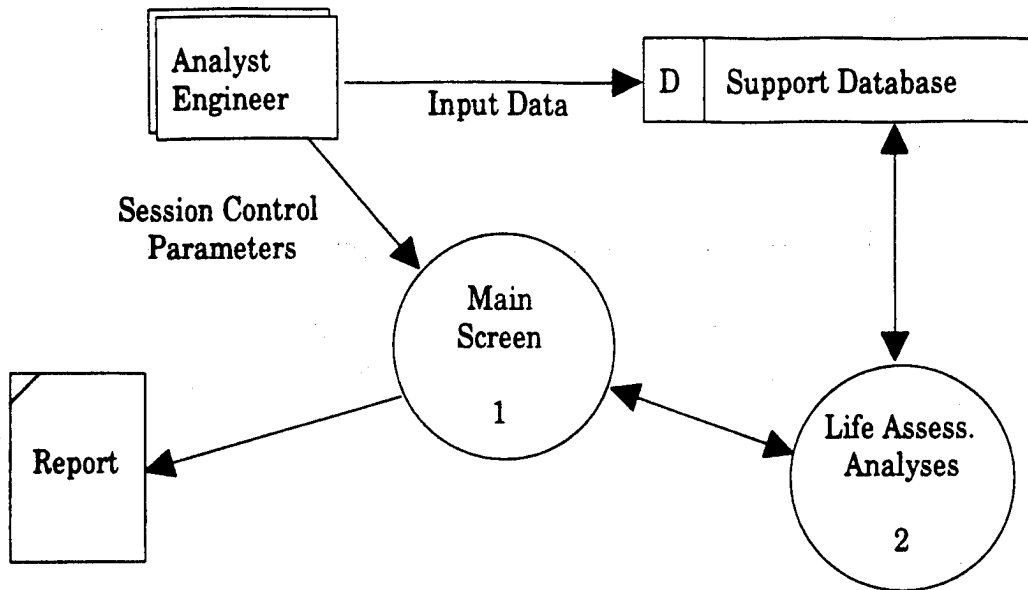 Analyst
Engineer
Input Data
D
Support Database
Session Control
Parameters
Main
Screen
1
Report
Life Assess.
Analyses
2